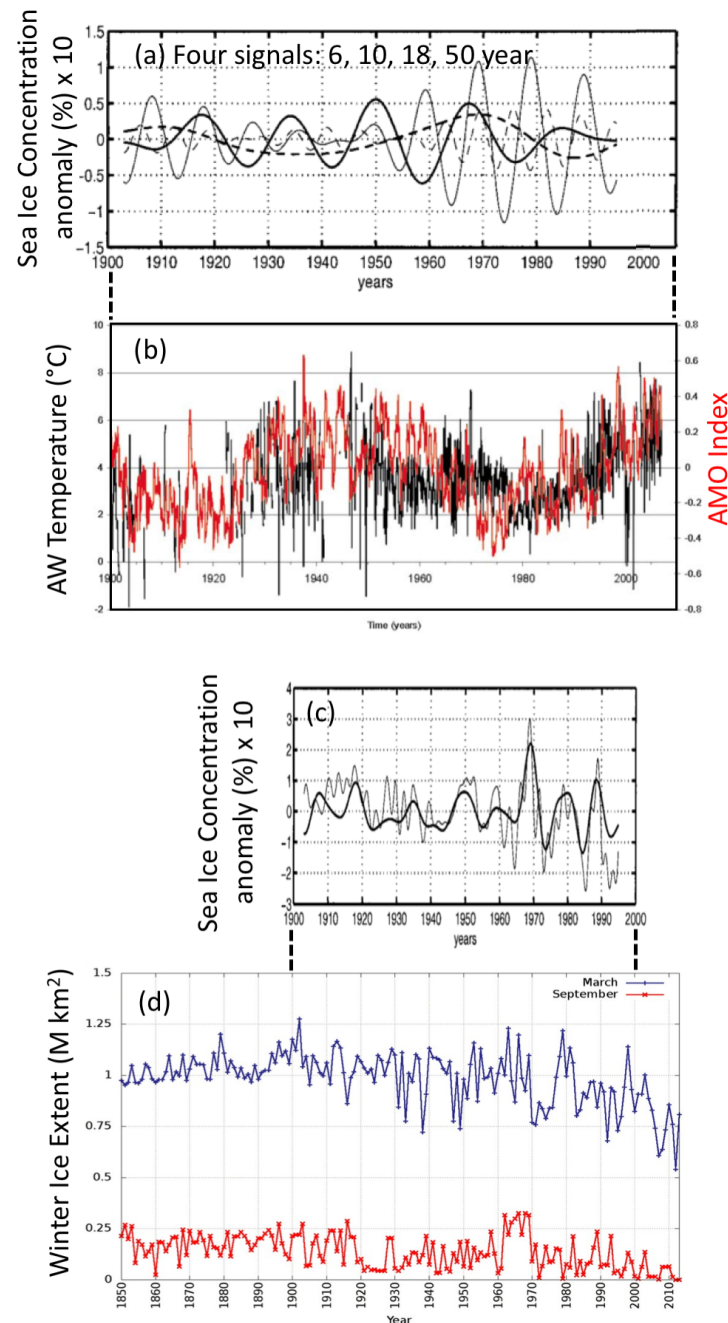 Sea Ice Concentration
anomaly (%) x 10
(a) Four signals: 6, 10, 18, 50 year
1.5
1
0.5
0
−0.5
−1
−1.5
1900 1910 1920 1930 1940 1950 1960 1970 1980 1990 2000
years
AW Temperature (°C)
(b)
10
8
6
4
2
0
-2
1900 1920 1940 1960 1980 2000
Time (years)
0.8
0.6
0.4
0.2
0
-0.2
-0.4
-0.6
-0.8
AMO Index
Sea Ice Concentration
anomaly (%) x 10
(c)
4
3
2
1
0
-1
-2
-3
1900 1910 1920 1930 1940 1950 1960 1970 1980 1990 2000
years
Winter Ice Extent (M km²)
(d)
March
September
1.5
1.25
1
0.75
0.5
0.25
0
1850 1860 1870 1880 1890 1900 1910 1920 1930 1940 1950 1960 1970 1980 1990 2000 2010
Year